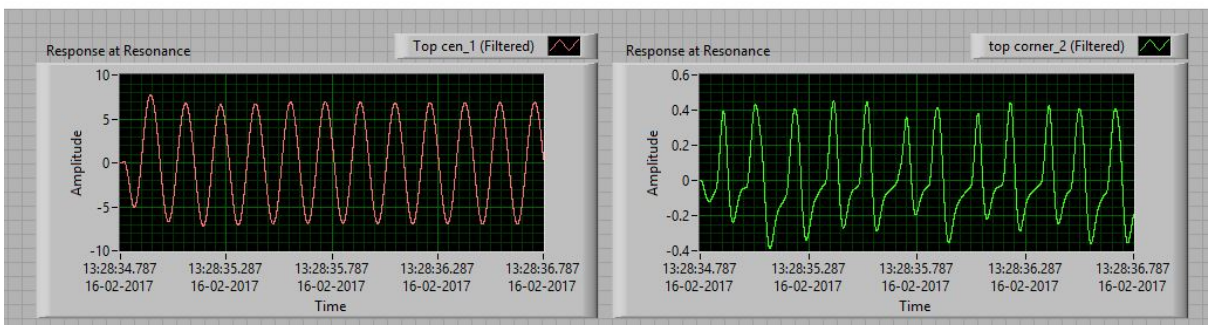 Response at Resonance
Top cen_1 (Filtered)
Amplitude
10
5
0
-5
-10
13:28:34.787 13:28:35.287 13:28:35.787 13:28:36.287 13:28:36.787
16-02-2017 16-02-2017 16-02-2017 16-02-2017 16-02-2017
Time
Response at Resonance
top corner_2 (Filtered)
Amplitude
0.6
0.4
0.2
0
-0.2
-0.4
13:28:34.787 13:28:35.287 13:28:35.787 13:28:36.287 13:28:36.787
16-02-2017 16-02-2017 16-02-2017 16-02-2017 16-02-2017
Time